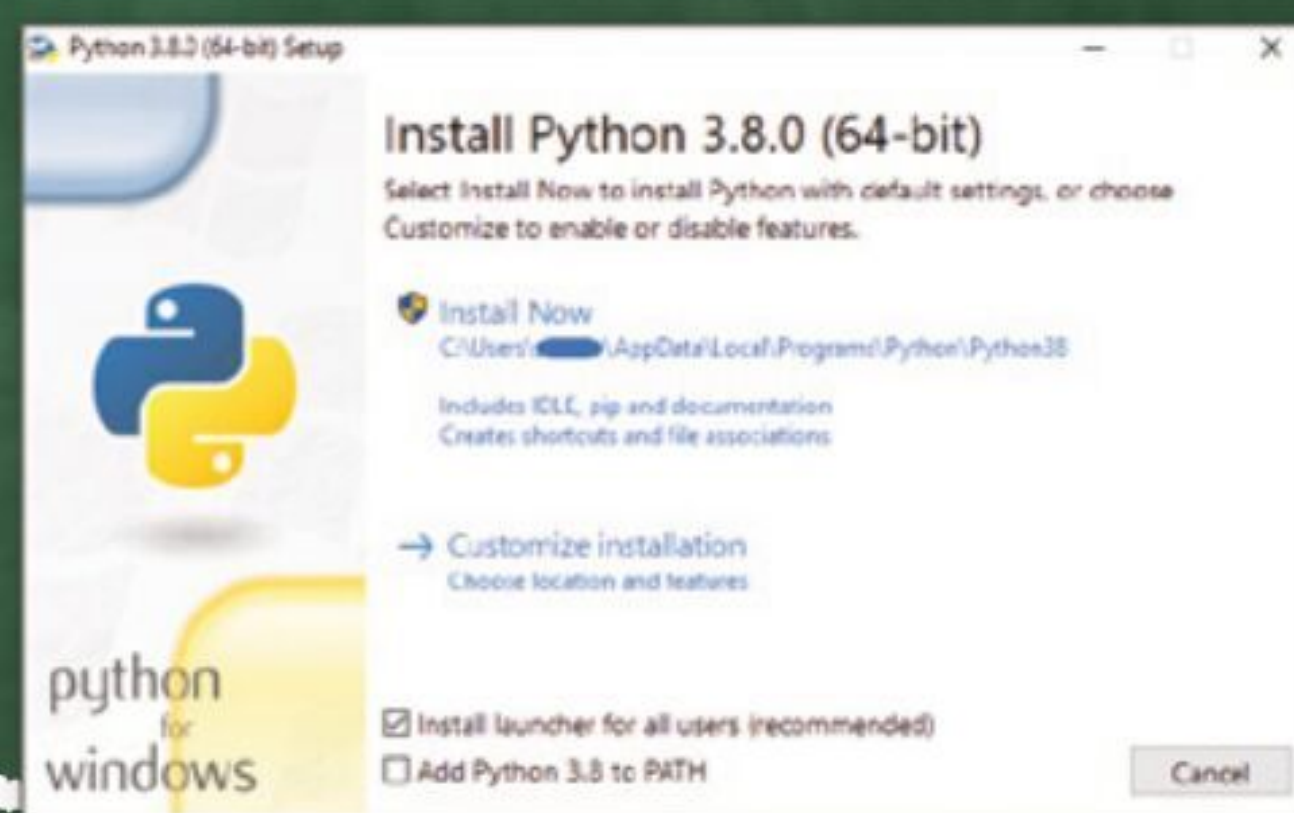 Python 3.8.0 (64-bit) Setup
Install Python 3.8.0 (64-bit)
Select Install Now to install Python with default settings, or choose
Customize to enable or disable features.
Install Now
C:\Users\ \AppData\Local\Programs\Python\Python38
Includes IDLE, pip and documentation
Creates shortcuts and file associations
Customize installation
Choose location and features
python
for
windows
Install launcher for all users (recommended)
Add Python 3.8 to PATH
Cancel